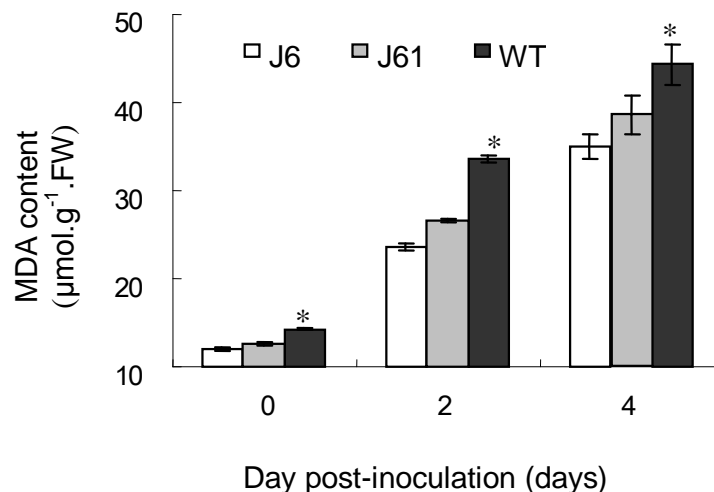 50
40
30
20
10
J6 J61 WT
*
*
*
0 2 4
MDA content
(μmol.g-1.FW)
Day post-inoculation (days)